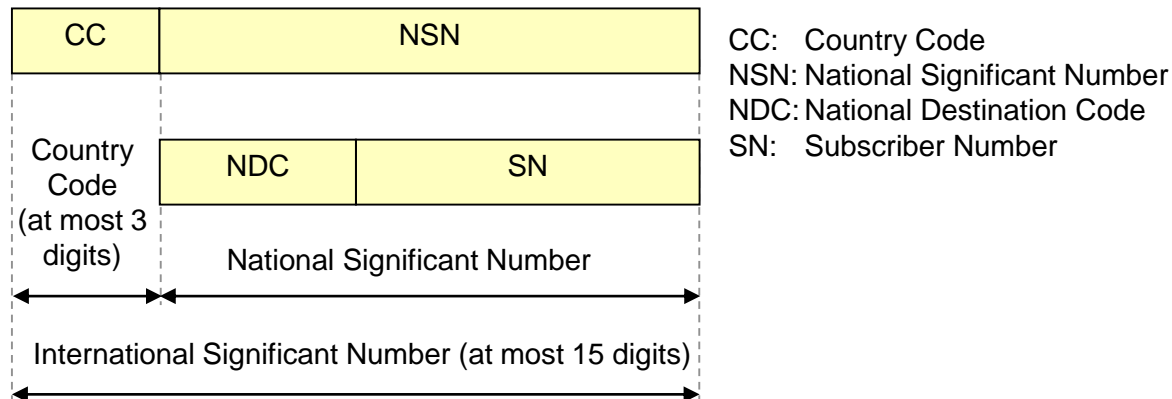 CC
NSN
CC: Country Code
NSN: National Significant Number
NDC: National Destination Code
SN: Subscriber Number
Country
Code
(at most 3
digits)
NDC
SN
National Significant Number
International Significant Number (at most 15 digits)